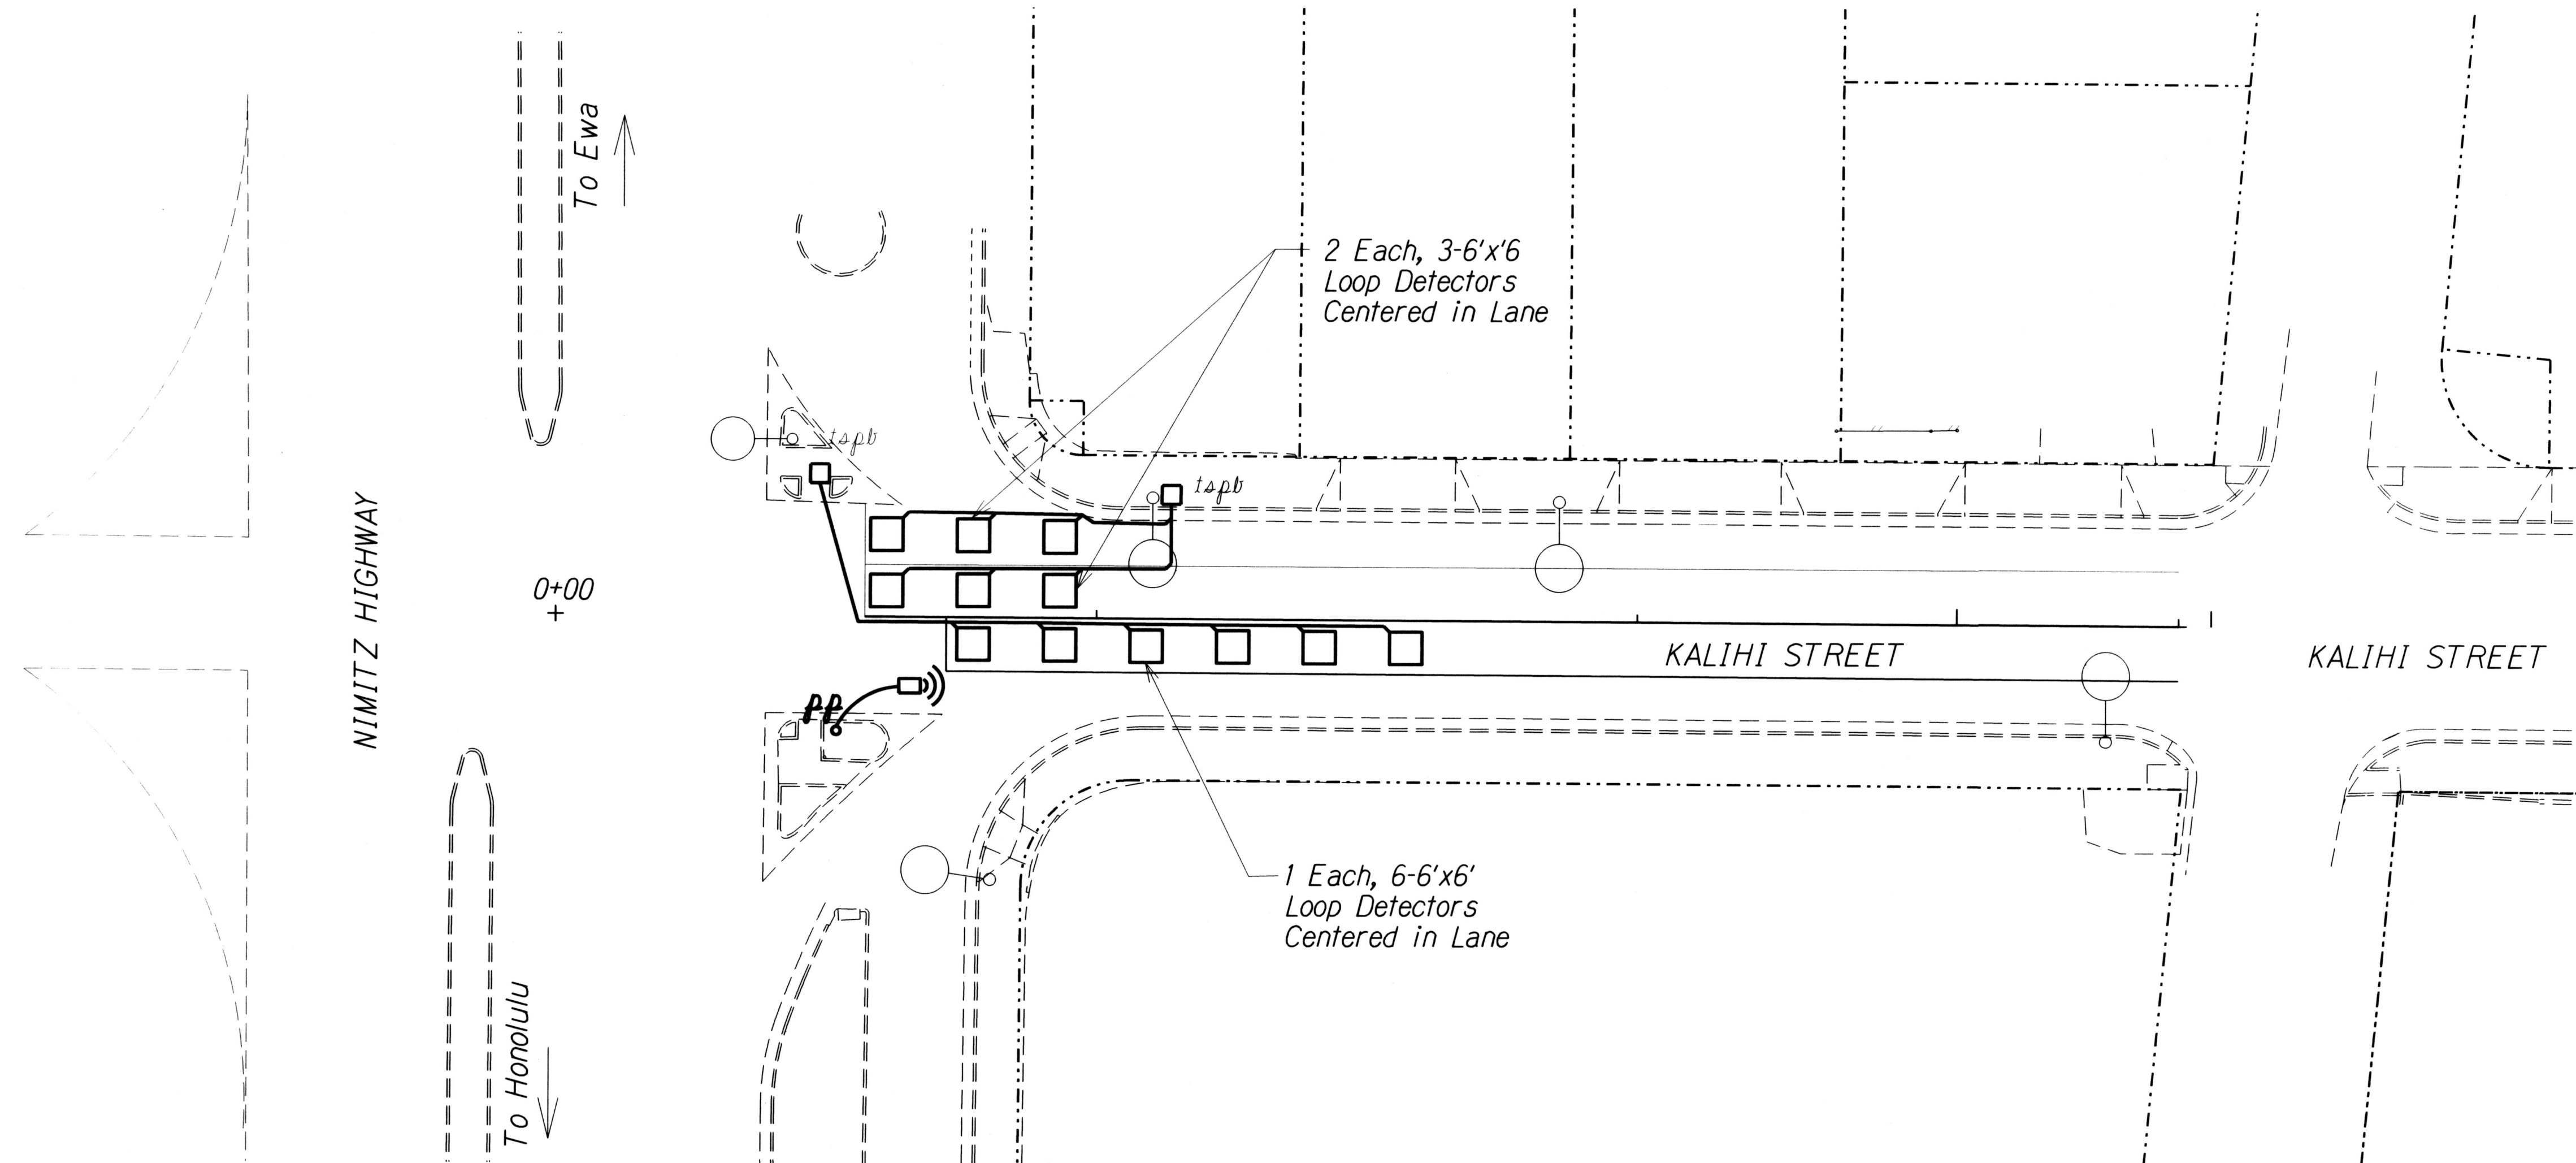 To Ewa
2 Each, 3-6'x'6
Loop Detectors
Centered in Lane
tspb
tspb
NIMITZ HIGHWAY
0+00
KALIHI STREET
KALIHI STREET
pp
1 Each, 6-6'x6'
Loop Detectors
Centered in Lane
To Honolulu